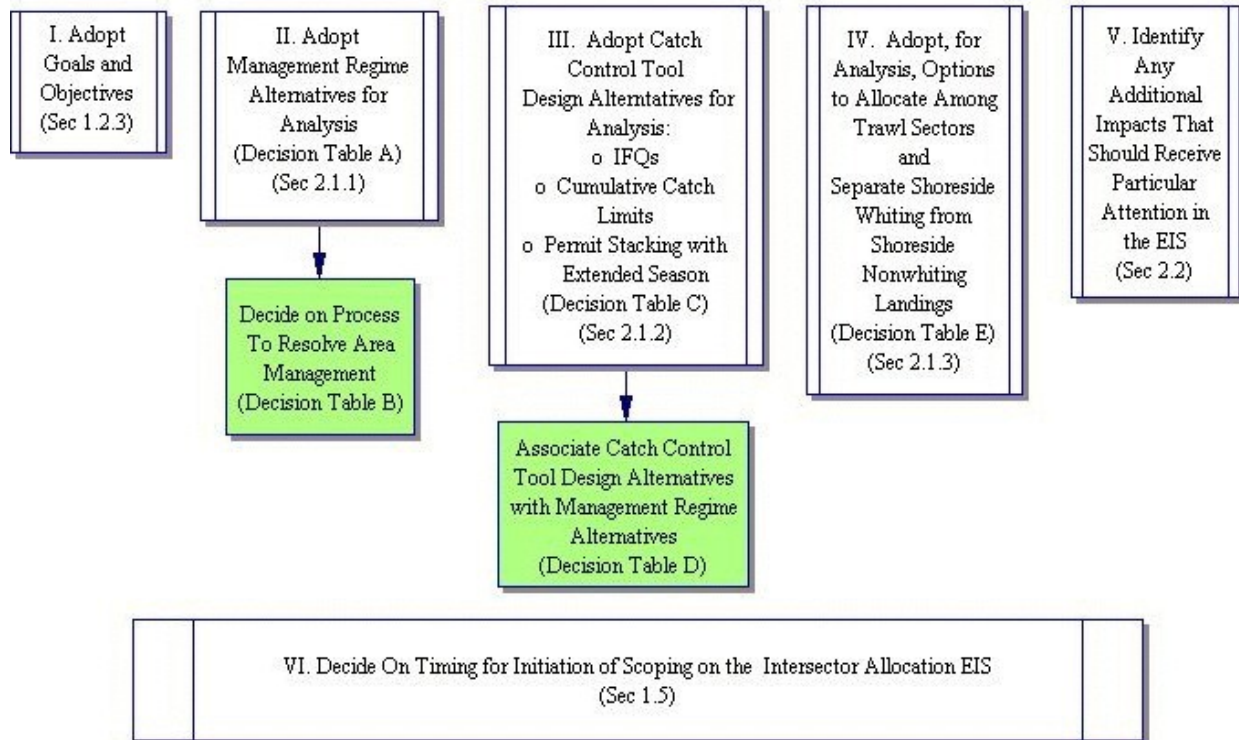 I. Adopt
Goals and
Objectives
(Sec 1.2.3)
II. Adopt
Management Regime
Alternatives for
Analysis
(Decision Table A)
(Sec 2.1.1)
Decide on Process
To Resolve Area
Management
(Decision Table B)
III. Adopt Catch
Control Tool
Design Alterntatives for
Analysis:
o IFQs
o Cumulative Catch
Limits
o Permit Stacking with
Extended Season
(Decision Table C)
(Sec 2.1.2)
Associate Catch Control
Tool Design Alternatives
with Management Regime
Alternatives
(Decision Table D)
IV. Adopt, for
Analysis, Options
to Allocate Among
Trawl Sectors
and
Separate Shoreside
Whiting from
Shoreside
Nonwhiting
Landings
(Decision Table E)
(Sec 2.1.3)
V. Identify
Any
Additional
Impacts That
Should Receive
Particular
Attention in
the EIS
(Sec 2.2)
VI. Decide On Timing for Initiation of Scoping on the Intersector Allocation EIS
(Sec 1.5)